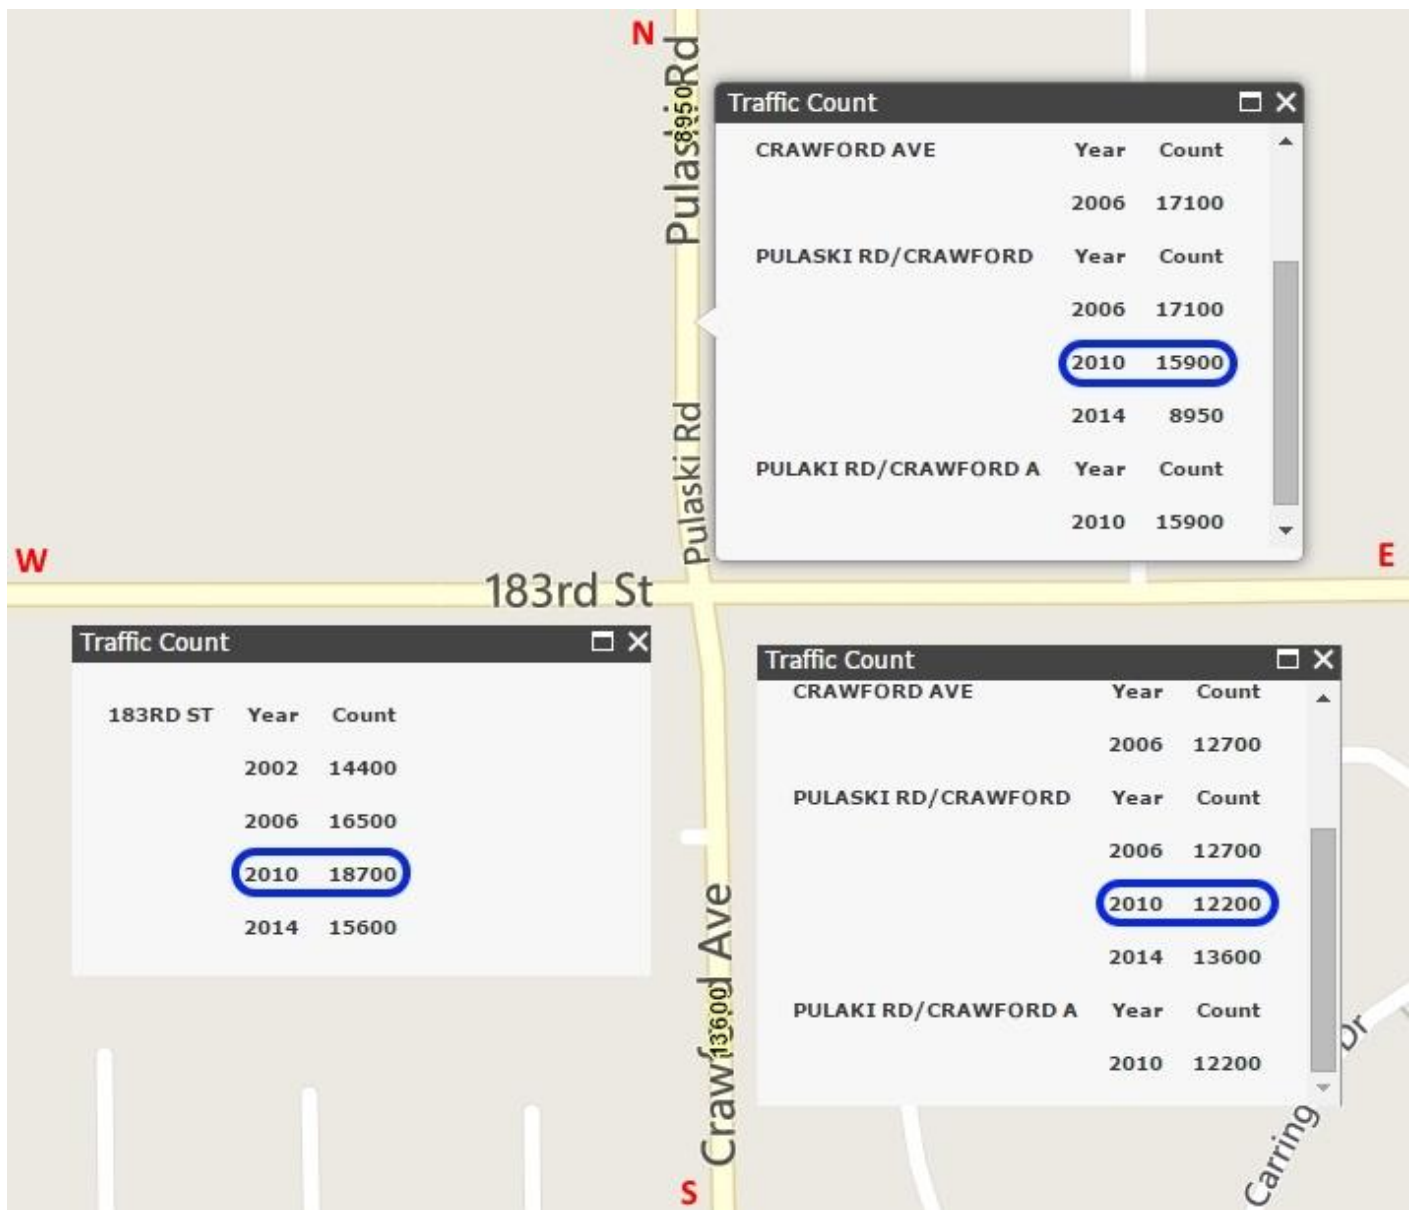 N
Pulaski Rd
8950
Traffic Count
CRAWFORD AVE Year Count
2006 17100
PULASKI RD/CRAWFORD Year Count
2006 17100
2010 15900
2014 8950
PULAKI RD/CRAWFORD A Year Count
2010 15900
Pulaski Rd
W
E
183rd St
Traffic Count
183RD ST Year Count
2002 14400
2006 16500
2010 18700
2014 15600
Traffic Count
CRAWFORD AVE Year Count
2006 12700
PULASKI RD/CRAWFORD Year Count
2006 12700
2010 12200
2014 13600
PULAKI RD/CRAWFORD A Year Count
2010 12200
Crawford Ave
13600
Carring Dr
S